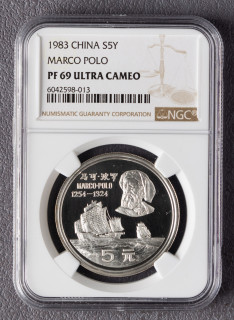 1983 CHINA S5Y
MARCO POLO
PF 69 ULTRA CAMEO
6042598-013
NUMISMATIC GUARANTY CORPORATION
NGC
马可·波罗
MARCO·POLO
1254–1324
5元